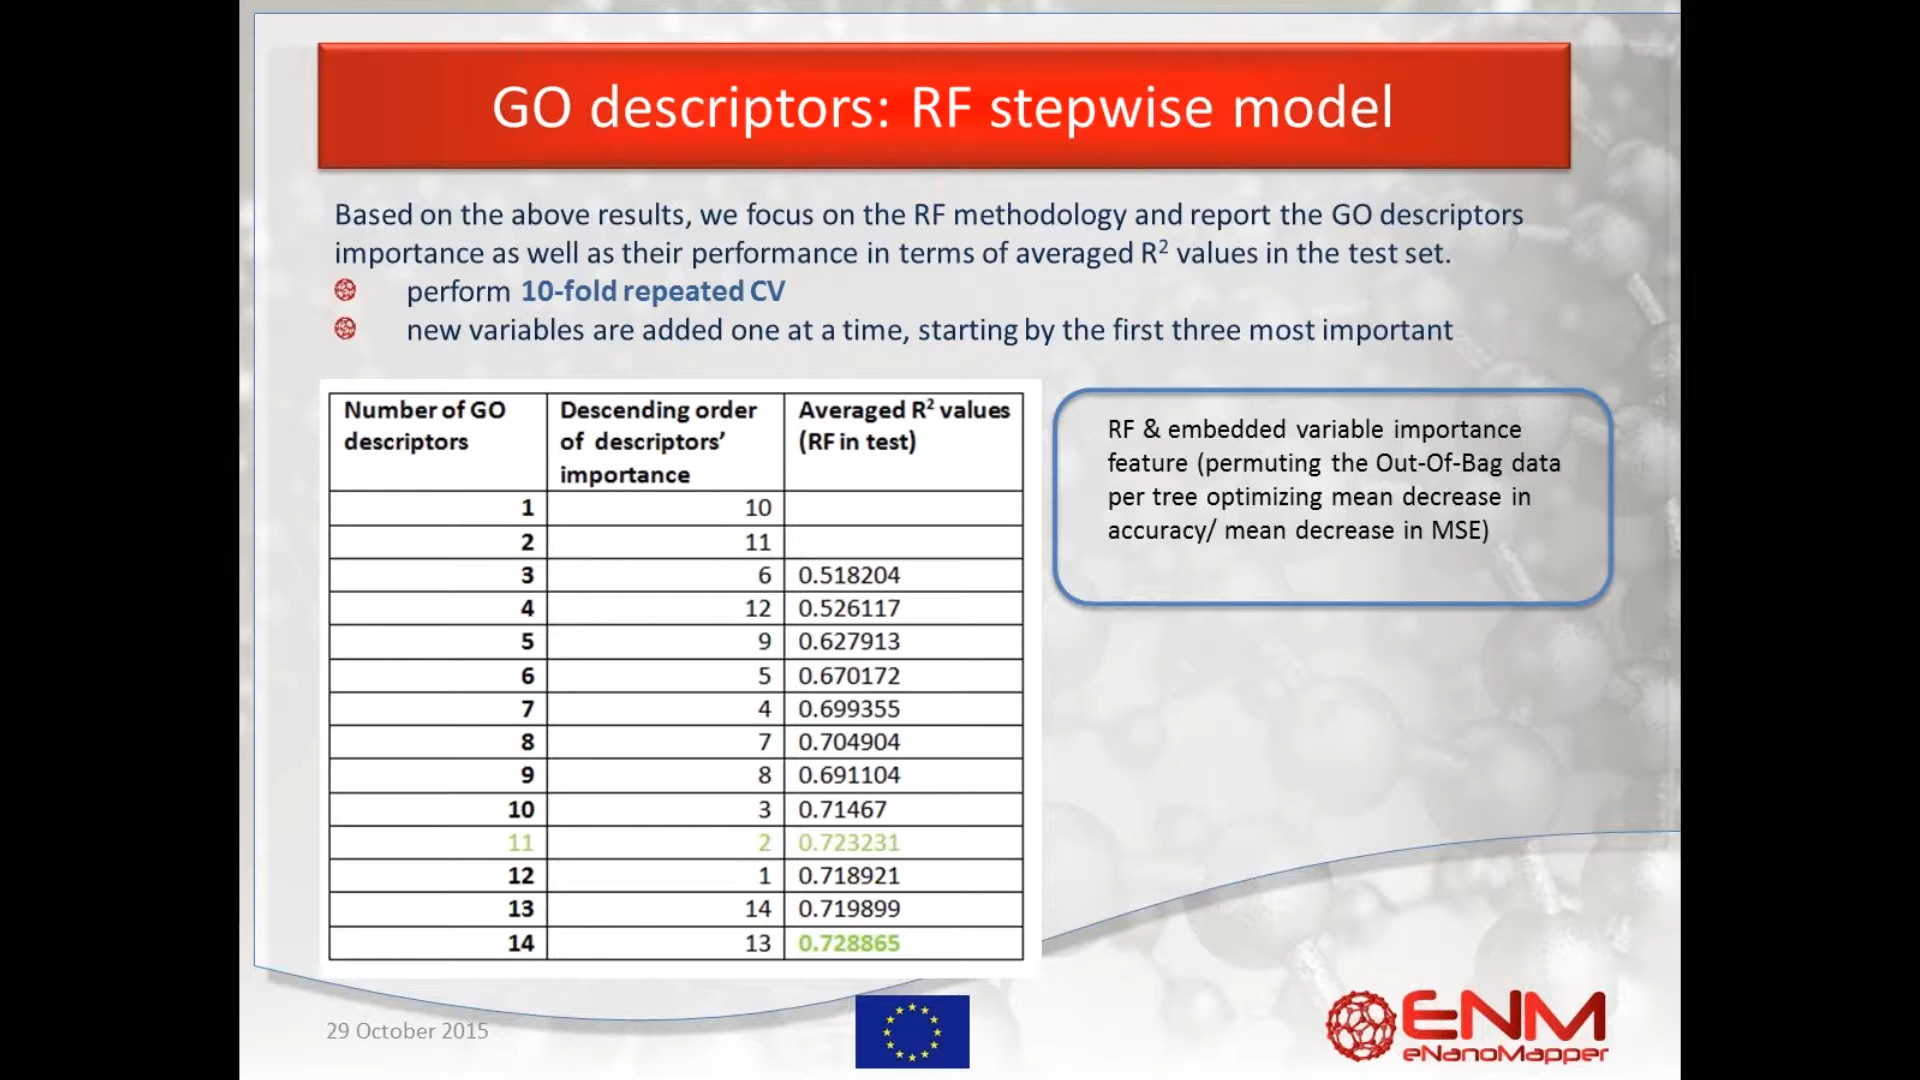 GO descriptors: RF stepwise model
Based on the above results, we focus on the RF methodology and report the GO descriptors
importance as well as their performance in terms of averaged R² values in the test set.
perform 10-fold repeated CV
new variables are added one at a time, starting by the first three most important
Number of GO descriptors | Descending order of descriptors’ importance | Averaged R² values (RF in test)
1 10
2 11
3 6 0.518204
4 12 0.526117
5 9 0.627913
6 5 0.670172
7 4 0.699355
8 7 0.704904
9 8 0.691104
10 3 0.71467
11 2 0.723231
12 1 0.718921
13 14 0.719899
14 13 0.728865
RF & embedded variable importance
feature (permuting the Out-Of-Bag data
per tree optimizing mean decrease in
accuracy/ mean decrease in MSE)
29 October 2015
ENM
eNanoMapper